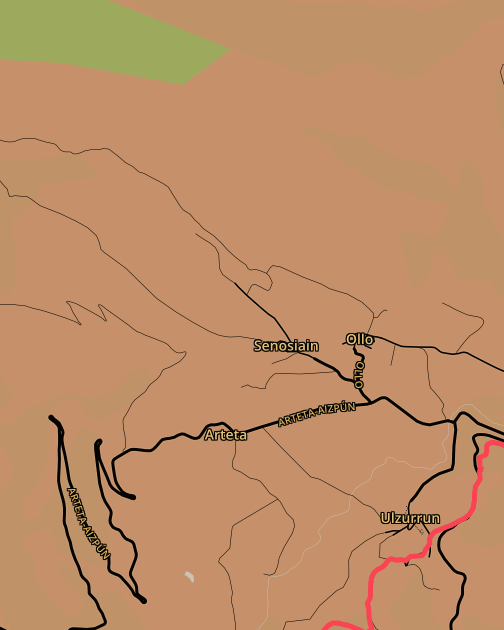 Ollo
Senosiain
OLLO
ARTETA-AIZPÚN
Arteta
ARTETA-AIZPÚN
Ulzurrun